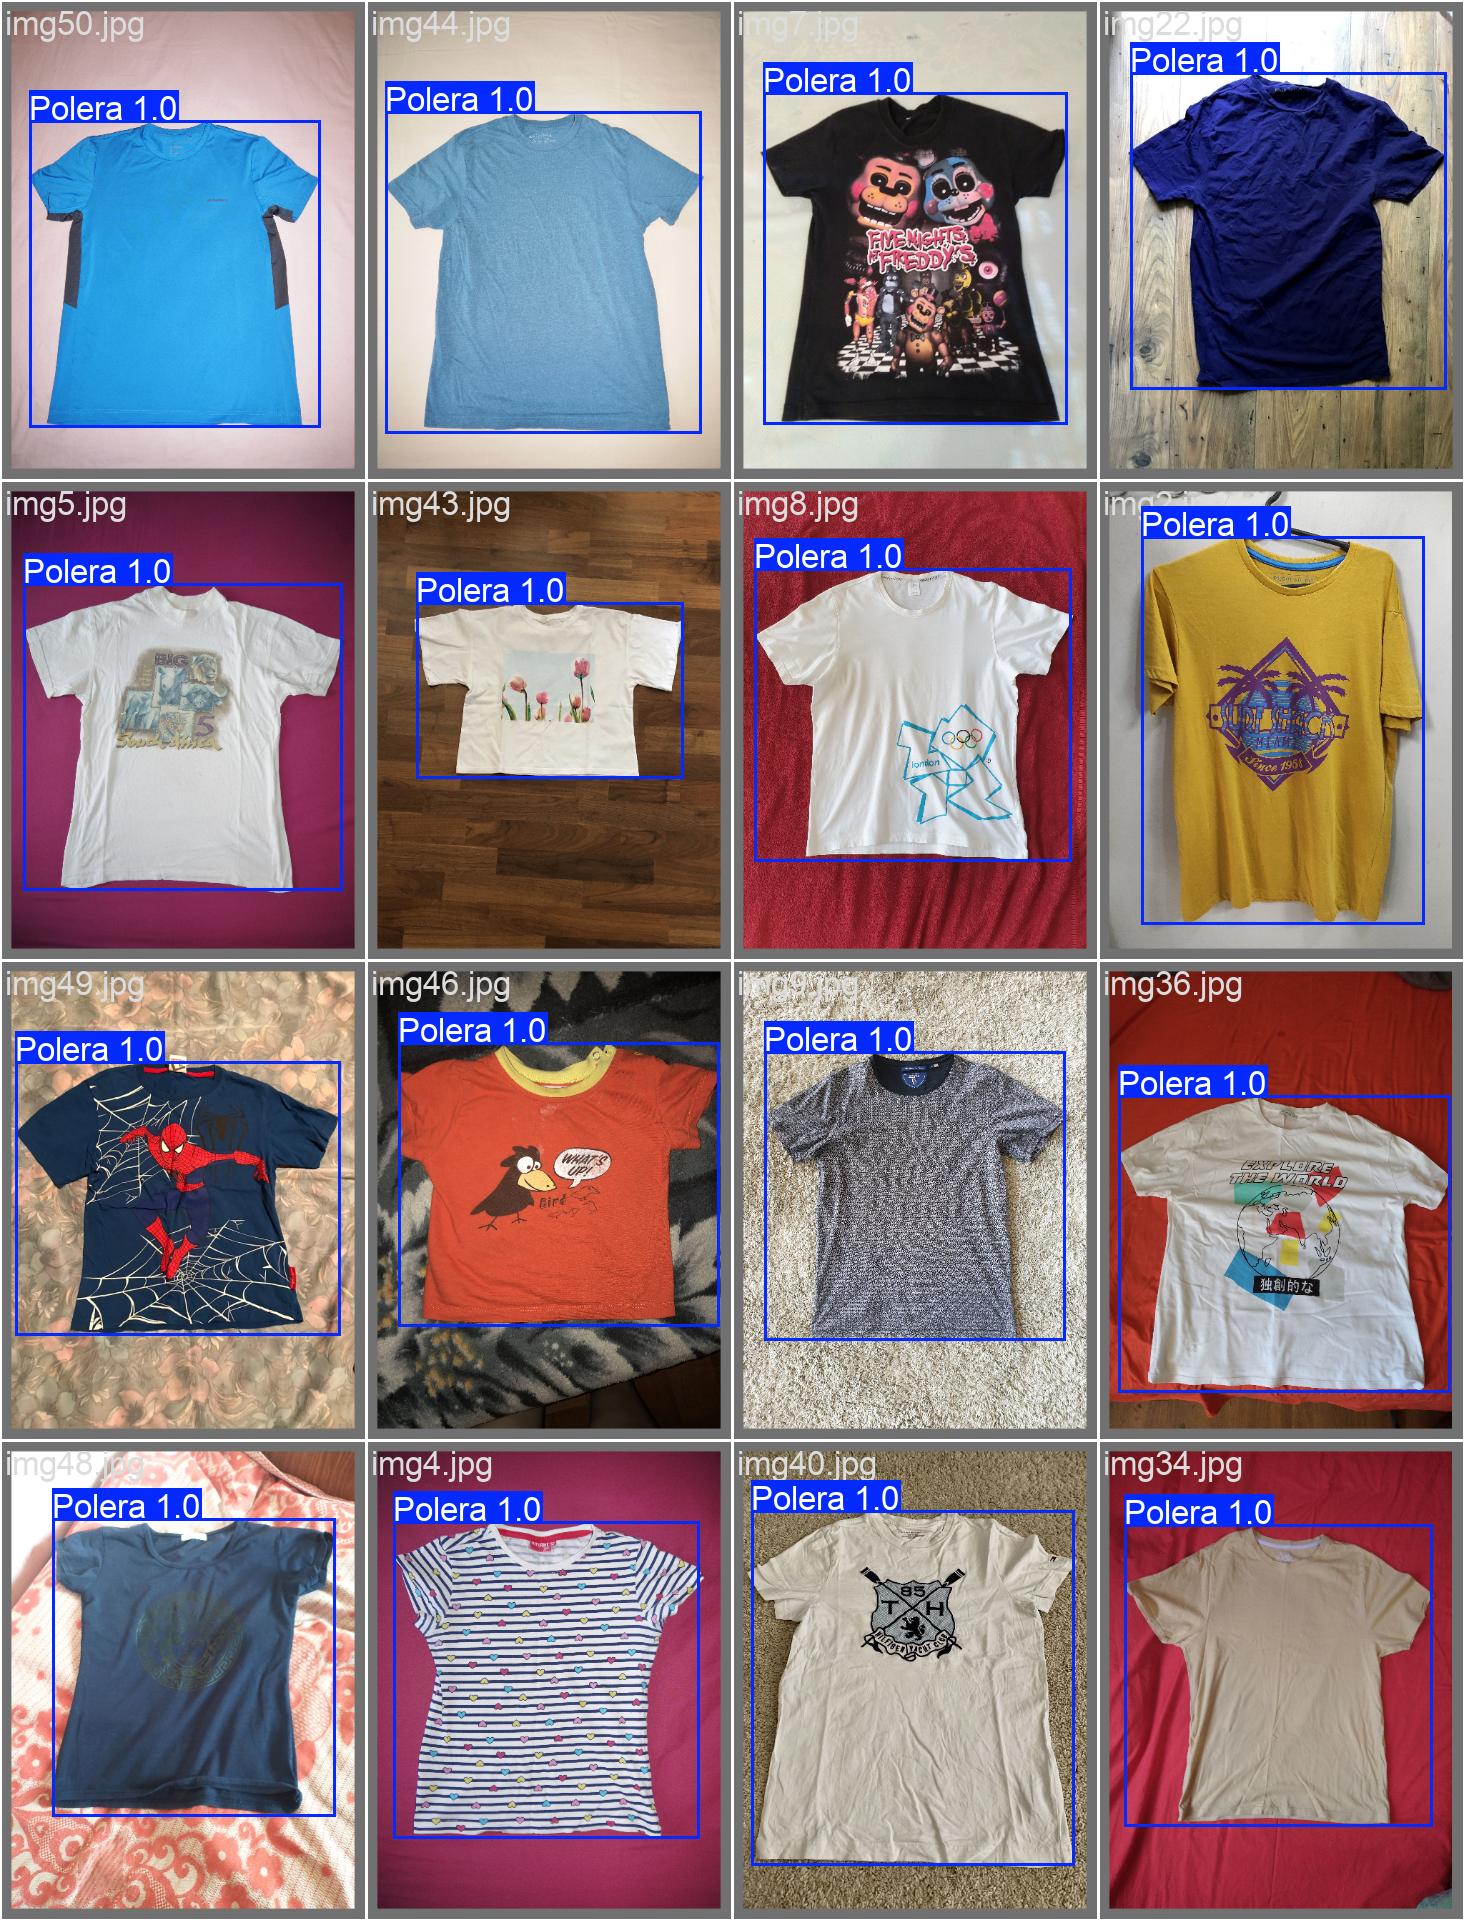 img50.jpg
Polera 1.0
img44.jpg
Polera 1.0
img7.jpg
Polera 1.0
FIVE NIGHTS
AT FREDDY'S
img22.jpg
Polera 1.0
img5.jpg
Polera 1.0
BIG
5
South Africa
img43.jpg
Polera 1.0
img8.jpg
Polera 1.0
london
Polera 1.0
Since 1958
img49.jpg
Polera 1.0
img46.jpg
Polera 1.0
WHAT'S
UP!
Bird
img9.jpg
Polera 1.0
img36.jpg
Polera 1.0
EXPLORE
THE WORLD
独創的な
img48.jpg
Polera 1.0
img4.jpg
Polera 1.0
img40.jpg
Polera 1.0
85
T H
HILFIGER YACHT CLUB
img34.jpg
Polera 1.0